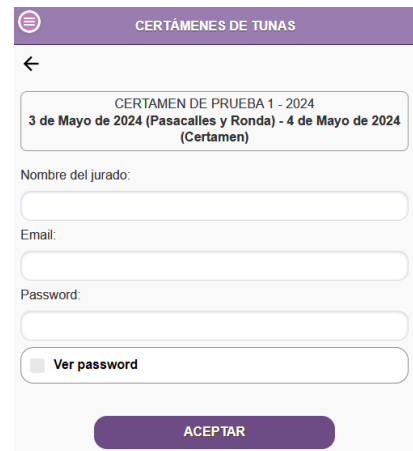 CERTÁMENES DE TUNAS
CERTAMEN DE PRUEBA 1 - 2024
3 de Mayo de 2024 (Pasacalles y Ronda) - 4 de Mayo de 2024
(Certamen)
Nombre del jurado:
Email:
Password:
Ver password
ACEPTAR